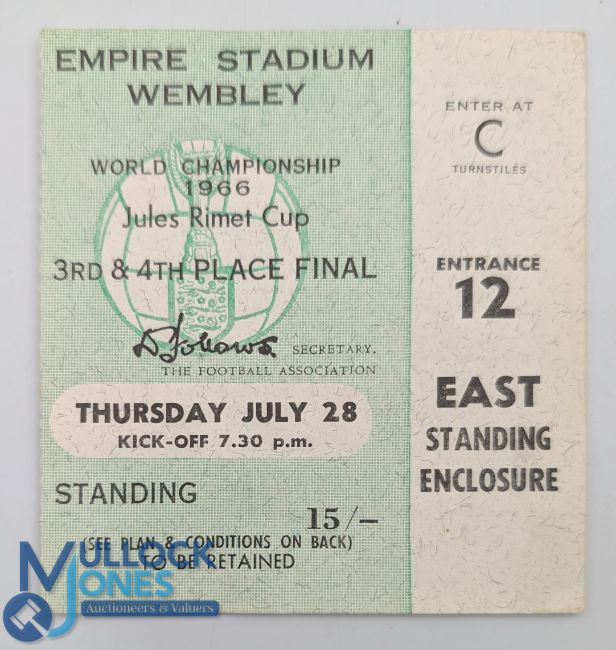 EMPIRE STADIUM
WEMBLEY
WORLD CHAMPIONSHIP
1966
Jules Rimet Cup
3RD & 4TH PLACE FINAL
D Follows SECRETARY.
THE FOOTBALL ASSOCIATION
THURSDAY JULY 28
KICK-OFF 7.30 p.m.
STANDING
15/-
(SEE PLAN & CONDITIONS ON BACK)
TO BE RETAINED
ENTER AT
C
TURNSTILES
ENTRANCE
12
EAST
STANDING
ENCLOSURE
MULLOCK
JONES
Auctioneers & Valuers